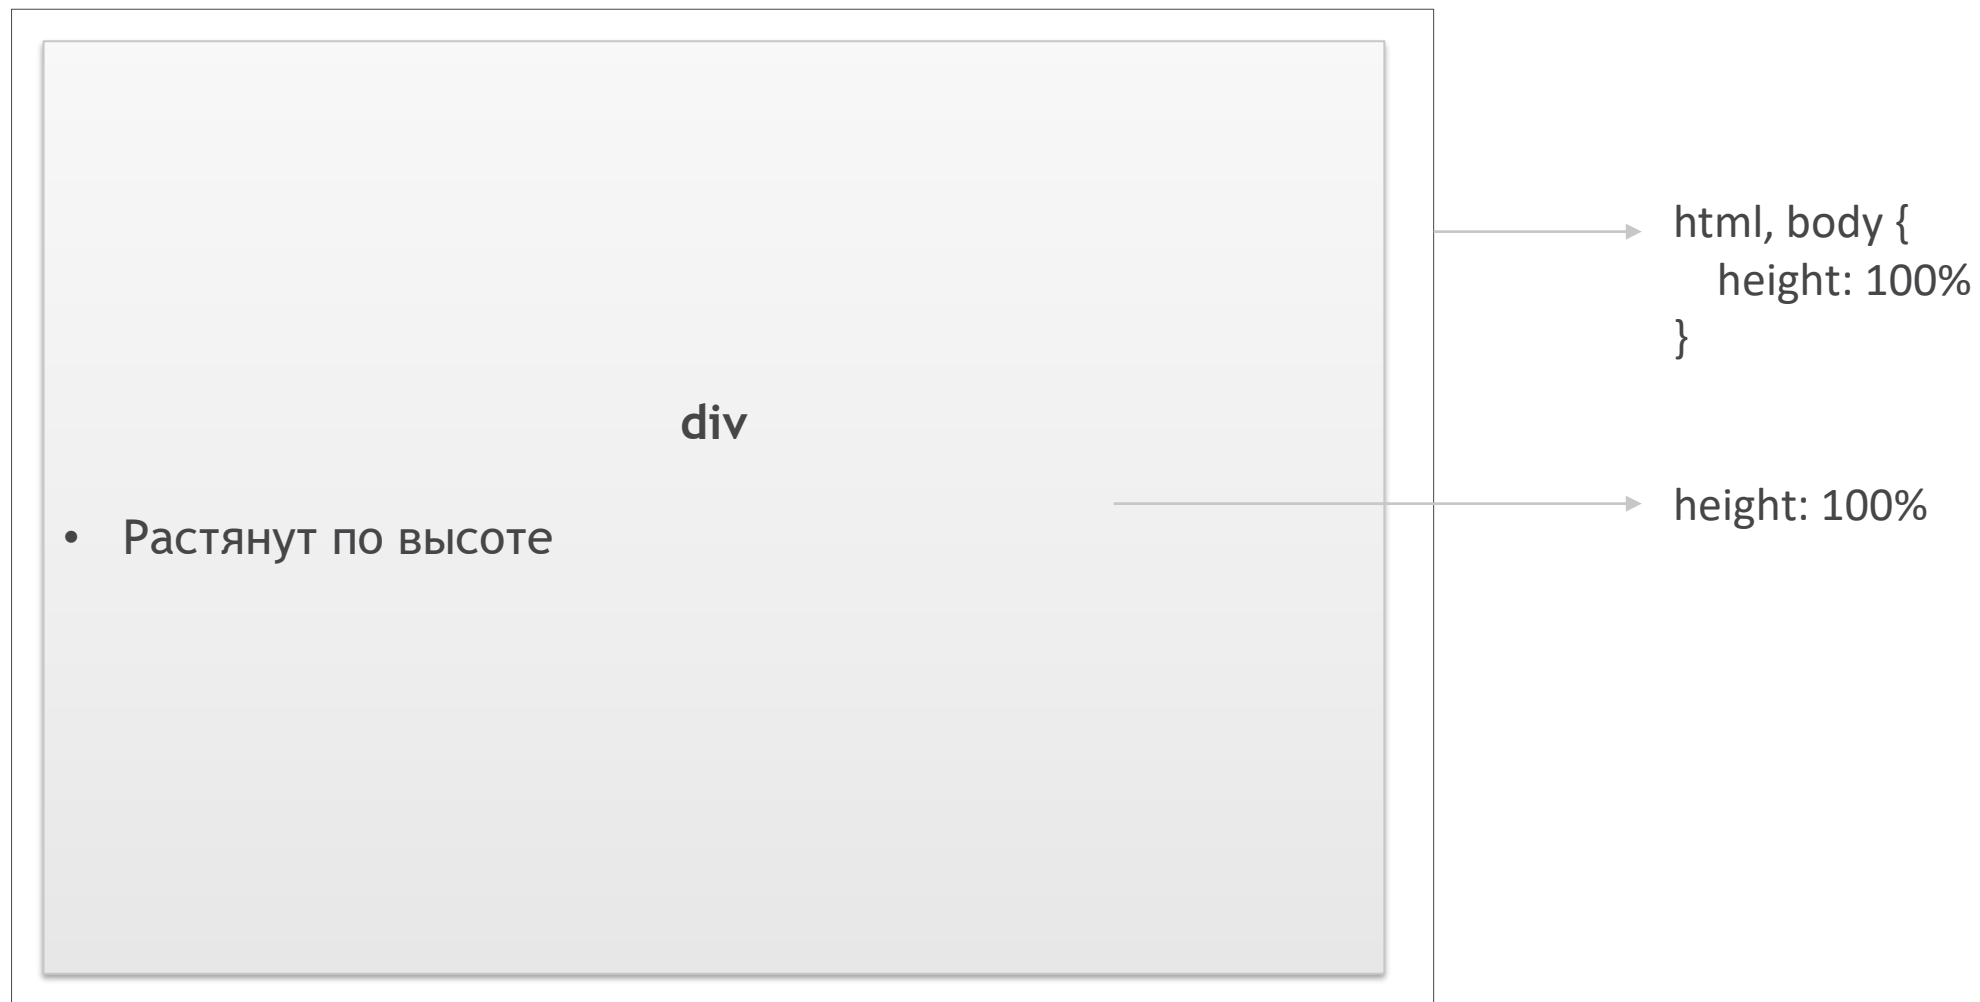 div
• Растянут по высоте
html, body {
height: 100%
}
height: 100%